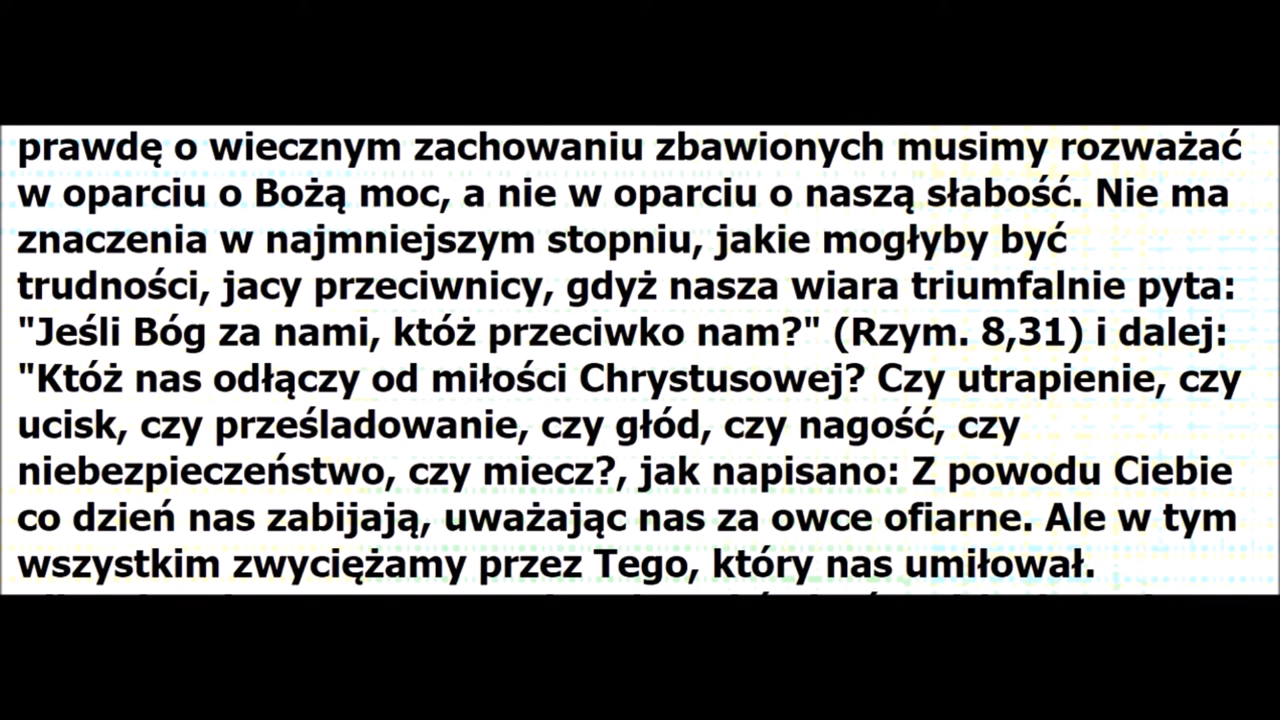 prawdę o wiecznym zachowaniu zbawionych musimy rozważać
w oparciu o Bożą moc, a nie w oparciu o naszą słabość. Nie ma
znaczenia w najmniejszym stopniu, jakie mogłyby być
trudności, jacy przeciwnicy, gdyż nasza wiara triumfalnie pyta:
"Jeśli Bóg za nami, któż przeciwko nam?" (Rzym. 8,31) i dalej:
"Któż nas odłączy od miłości Chrystusowej? Czy utrapienie, czy
ucisk, czy prześladowanie, czy głód, czy nagość, czy
niebezpieczeństwo, czy miecz?, jak napisano: Z powodu Ciebie
co dzień nas zabijają, uważając nas za owce ofiarne. Ale w tym
wszystkim zwyciężamy przez Tego, który nas umiłował.